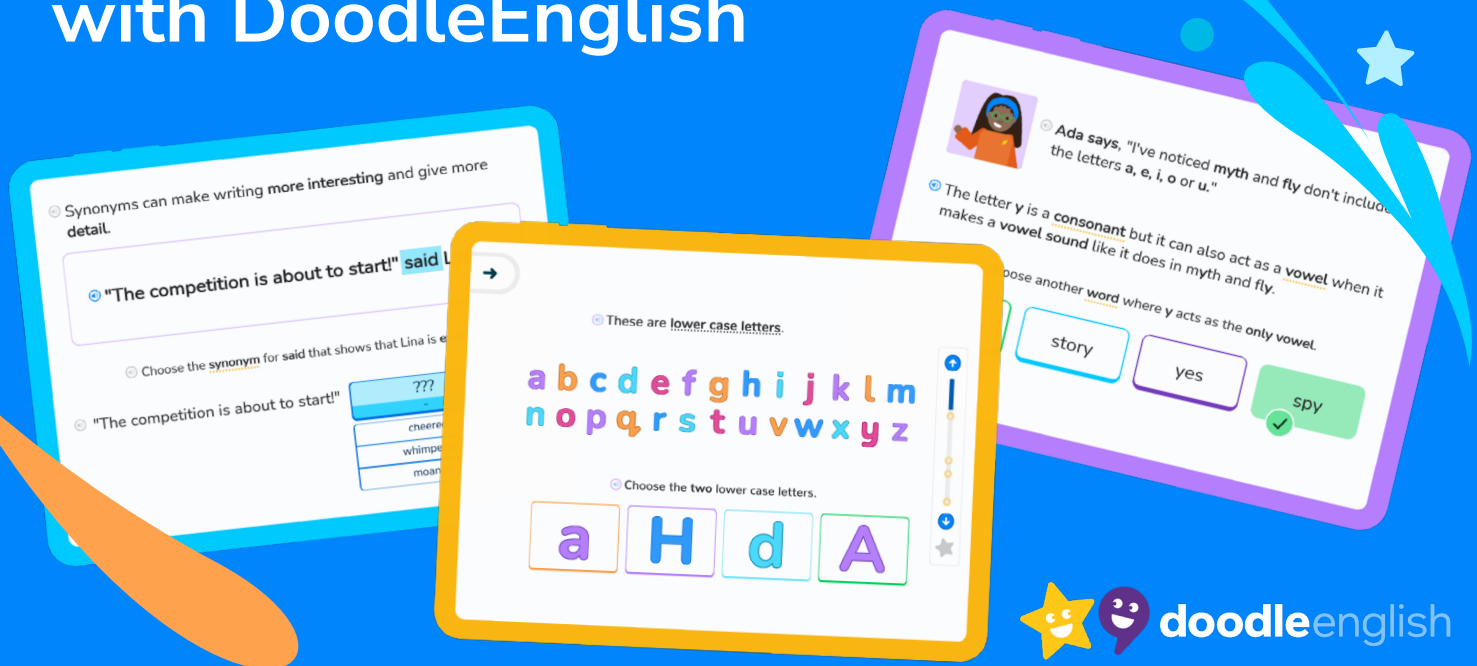 with DoodleEnglish
Synonyms can make writing more interesting and give more
detail.
"The competition is about to start!" said
Choose the synonym for said that shows that Lina is
"The competition is about to start!"
???
-
These are lower case letters.
a b c d e f g h i j k l m
n o p q r s t u v w x y z
Choose the two lower case letters.
a H d A
Ada says, "I've noticed myth and fly don't include
the letters a, e, i, o or u."
The letter y is a consonant but it can also act as a vowel when it
makes a vowel sound like it does in myth and fly.
another word where y acts as the only vowel.
story
yes
spy
doodleenglish